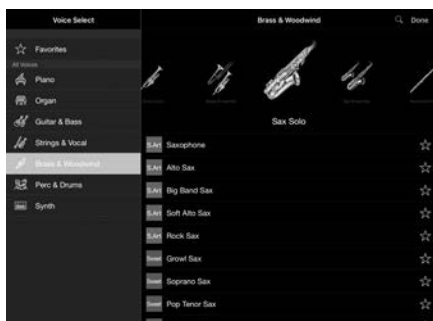 Voice Select
Favorites
All Voices
Piano
Organ
Guitar & Bass
Strings & Vocal
Brass & Woodwind
Perc & Drums
Synth
Brass & Woodwind
Done
Sax Solo
S.Art Saxophone
S.Art Alto Sax
S.Art Big Band Sax
S.Art Soft Alto Sax
S.Art Rock Sax
Sweet Growl Sax
Sweet Soprano Sax
Sweet Pop Tenor Sax